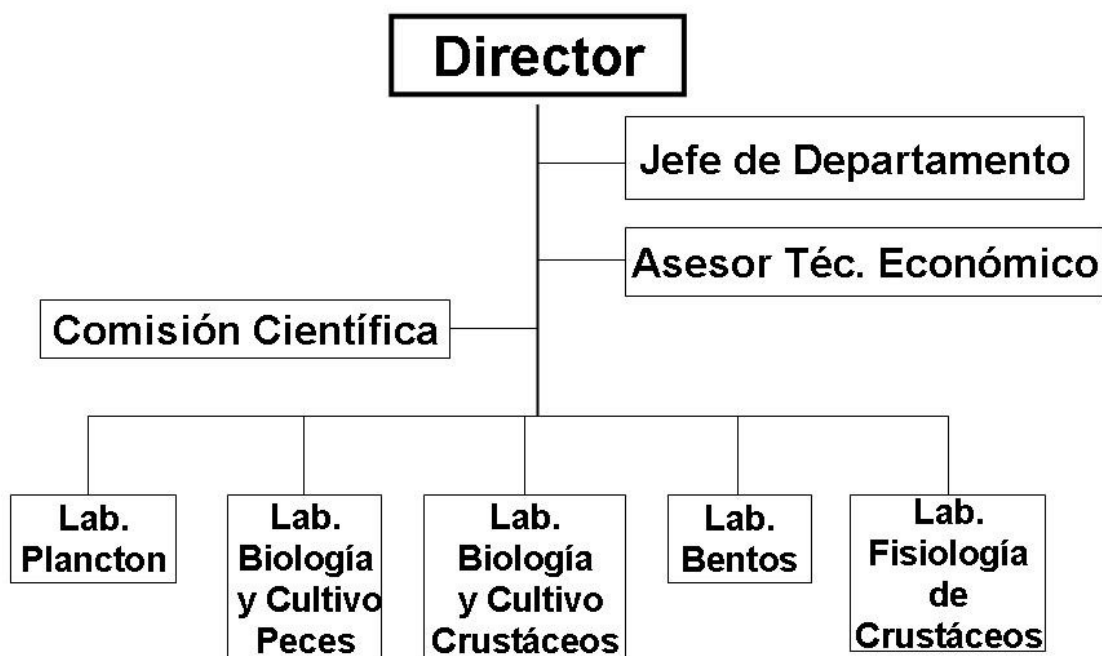 Director
Jefe de Departamento
Asesor Téc. Económico
Comisión Científica
Lab.
Plancton
Lab.
Biología
y Cultivo
Peces
Lab.
Biología
y Cultivo
Crustáceos
Lab.
Bentos
Lab.
Fisiología
de
Crustáceos